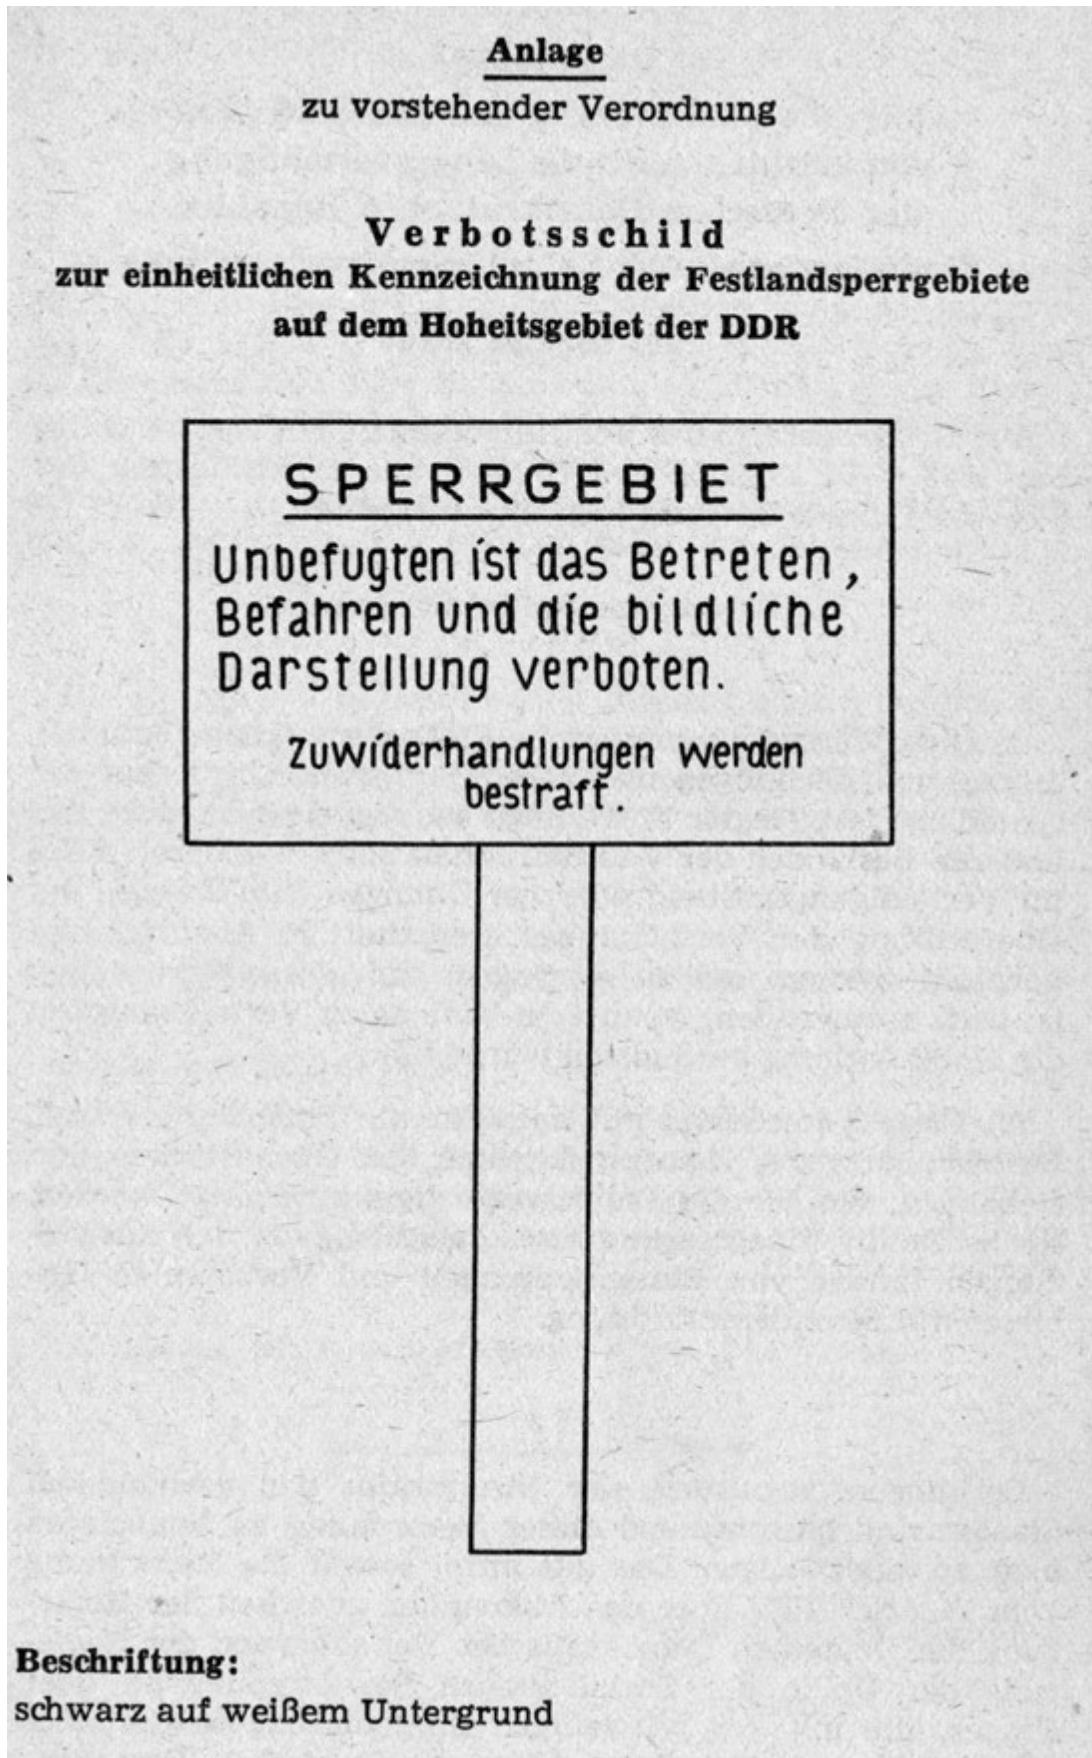 Anlage
zu vorstehender Verordnung
Verbotsschild
zur einheitlichen Kennzeichnung der Festlandsperrgebiete
auf dem Hoheitsgebiet der DDR
SPERRGEBIET
Unbefugten ist das Betreten,
Befahren und die bildliche
Darstellung verboten.
Zuwiderhandlungen werden
bestraft.
Beschriftung:
schwarz auf weißem Untergrund